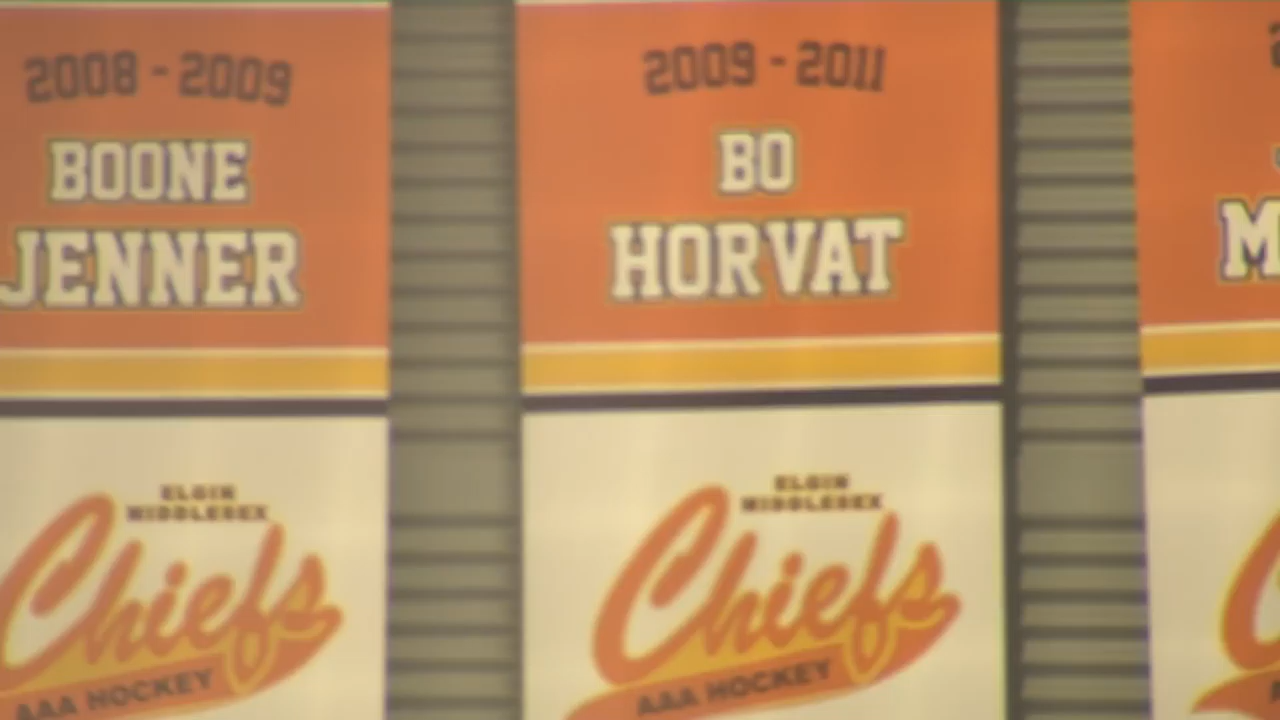 2008 - 2009
BOONE
JENNER
ELGIN
MIDDLESEX
Chiefs
AAA HOCKEY
2009 - 2011
BO
HORVAT
ELGIN
MIDDLESEX
Chiefs
AAA HOCKEY
M